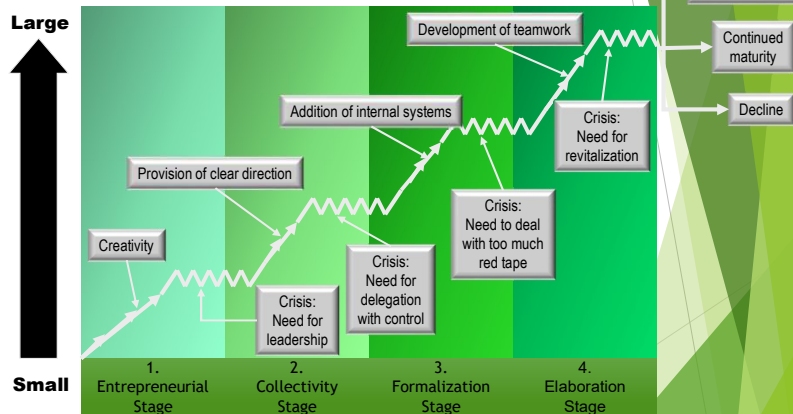 Large
Development of teamwork
Continued
maturity
Addition of internal systems
Decline
Crisis:
Need for
revitalization
Provision of clear direction
Crisis:
Need to deal
with too much
red tape
Creativity
Crisis:
Need for
delegation
with control
Crisis:
Need for
leadership
Small
1.
Entrepreneurial
Stage
2.
Collectivity
Stage
3.
Formalization
Stage
4.
Elaboration
Stage